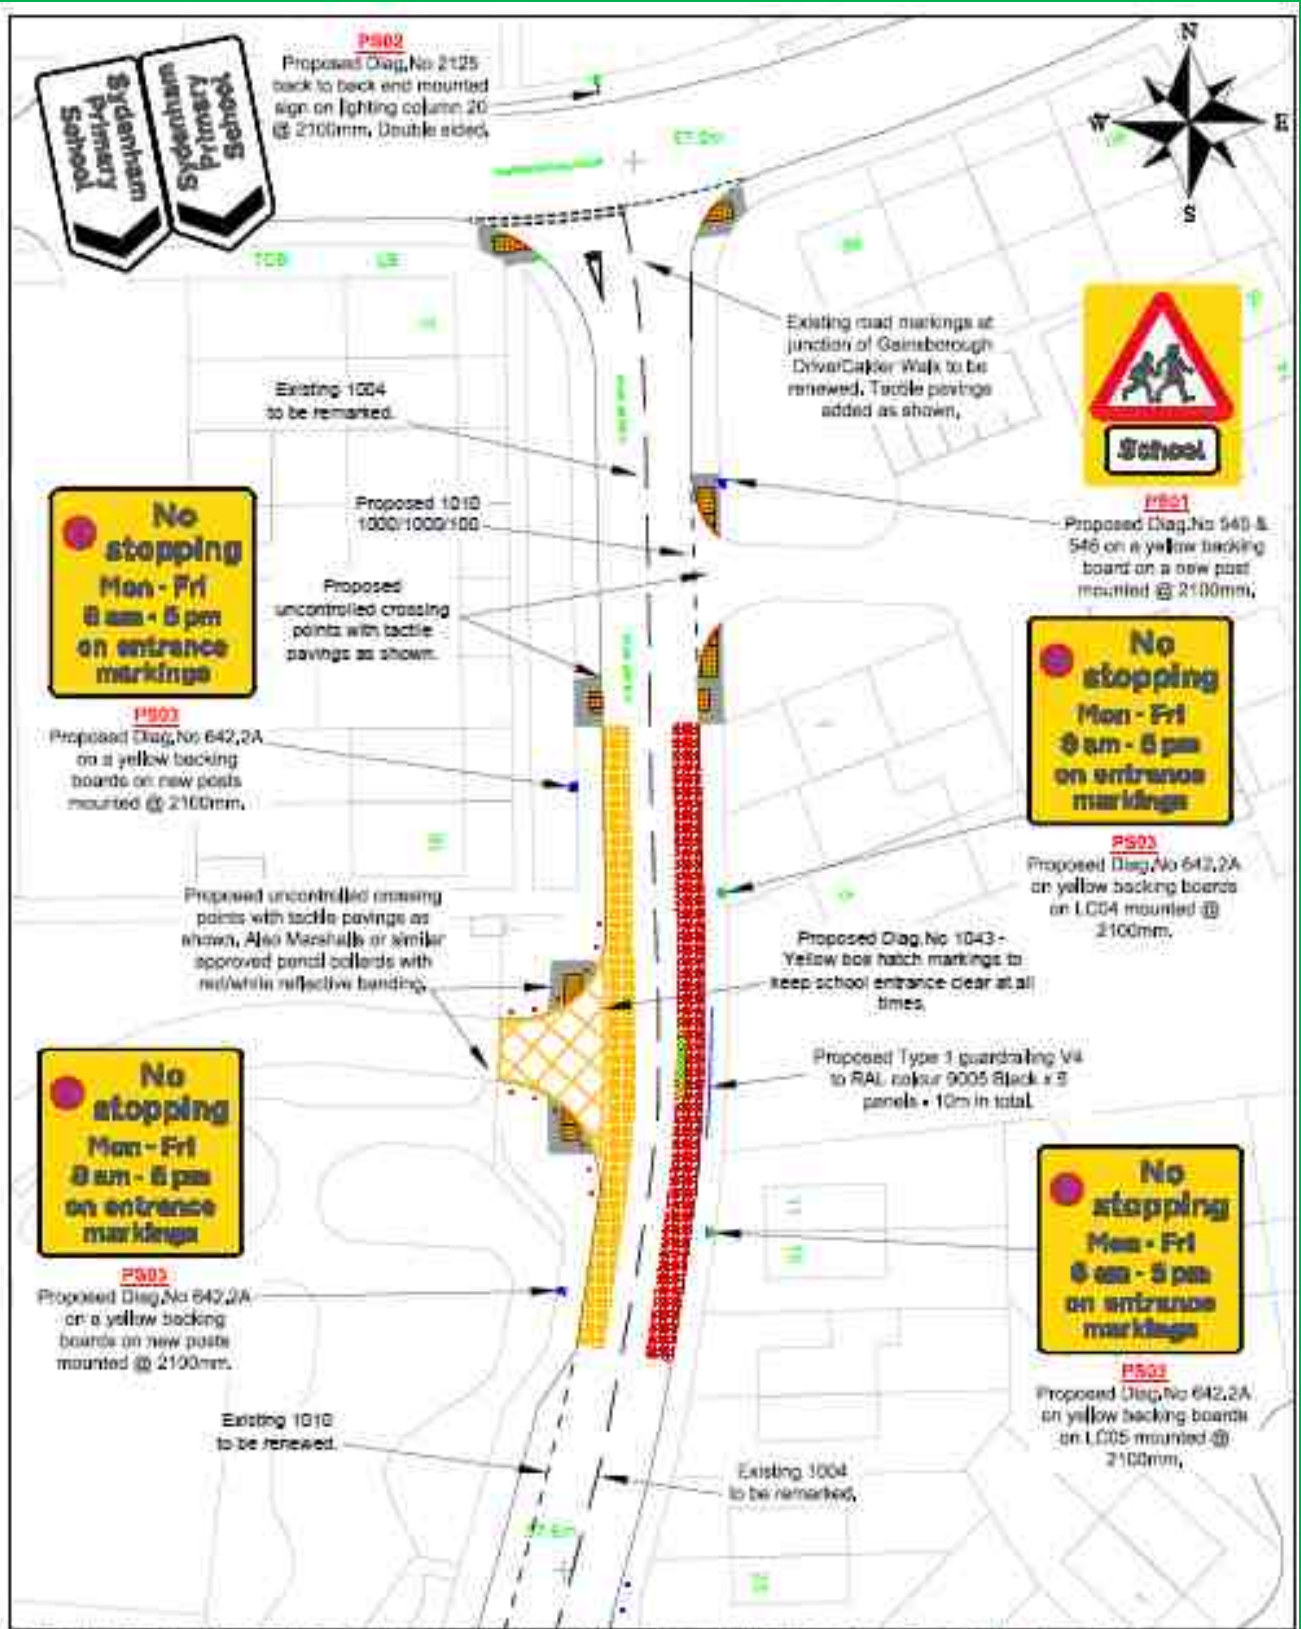 Sydenham
Primary
School
Sydenham
Primary
School
PS02
Proposed Diag.No 2125
back to back end mounted
sign on lighting column 20
@ 2100mm. Double sided.
N
W
E
S
TCB
LB
Existing road markings at
junction of Gainsborough
Drive/Calder Walk to be
renewed. Tactile pavings
added as shown.
School
PS01
Proposed Diag.No 545 &
546 on a yellow backing
board on a new post
mounted @ 2100mm.
Existing 1004
to be remarked.
Proposed 1010
1000/1000/100
Proposed
uncontrolled crossing
points with tactile
pavings as shown.
No
stopping
Mon - Fri
8 am - 5 pm
on entrance
markings
PS03
Proposed Diag.No 642.2A
on a yellow backing
boards on new posts
mounted @ 2100mm.
No
stopping
Mon - Fri
8 am - 5 pm
on entrance
markings
PS03
Proposed Diag.No 642.2A
on yellow backing boards
on LC04 mounted @
2100mm.
Proposed uncontrolled crossing
points with tactile pavings as
shown. Also Marshalls or similar
approved pencil bollards with
red/white reflective banding.
Proposed Diag.No 1043 -
Yellow box hatch markings to
keep school entrance clear at all
times.
Proposed Type 1 guardrailing V4
to RAL colour 9005 Black x 5
panels - 10m in total.
No
stopping
Mon - Fri
8 am - 5 pm
on entrance
markings
PS03
Proposed Diag.No 642.2A
on a yellow backing
boards on new posts
mounted @ 2100mm.
No
stopping
Mon - Fri
8 am - 5 pm
on entrance
markings
PS03
Proposed Diag.No 642.2A
on yellow backing boards
on LC05 mounted @
2100mm.
Existing 1010
to be renewed.
Existing 1004
to be remarked.